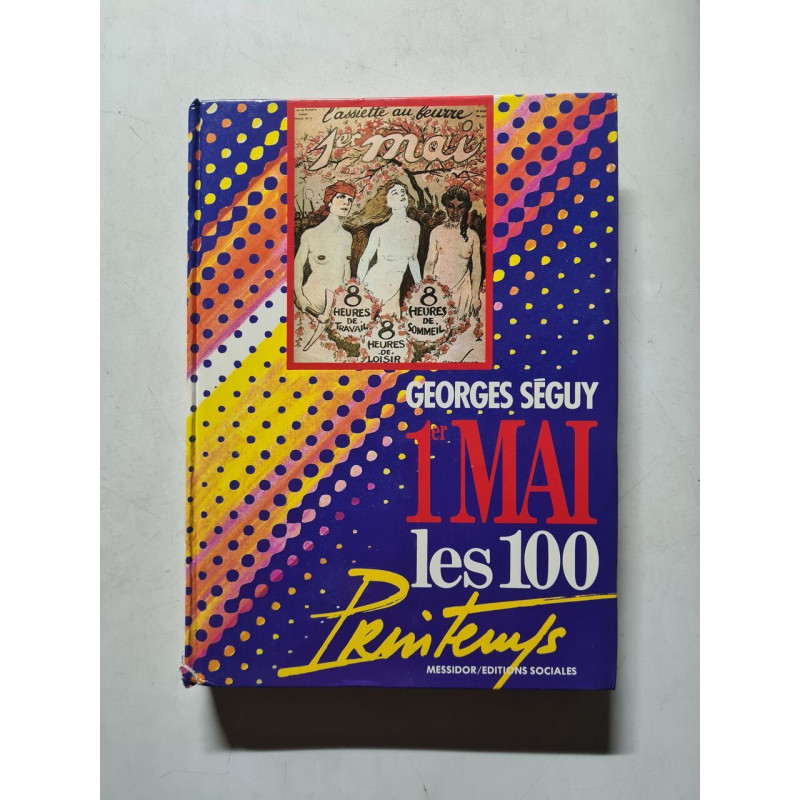 l'assiette au beurre
1er mai
8
HEURES
DE
TRAVAIL
8
HEURES
DE
LOISIR
8
HEURES
DE
SOMMEIL
GEORGES SÉGUY
1er MAI
les 100
Printemps
MESSIDOR/EDITIONS SOCIALES